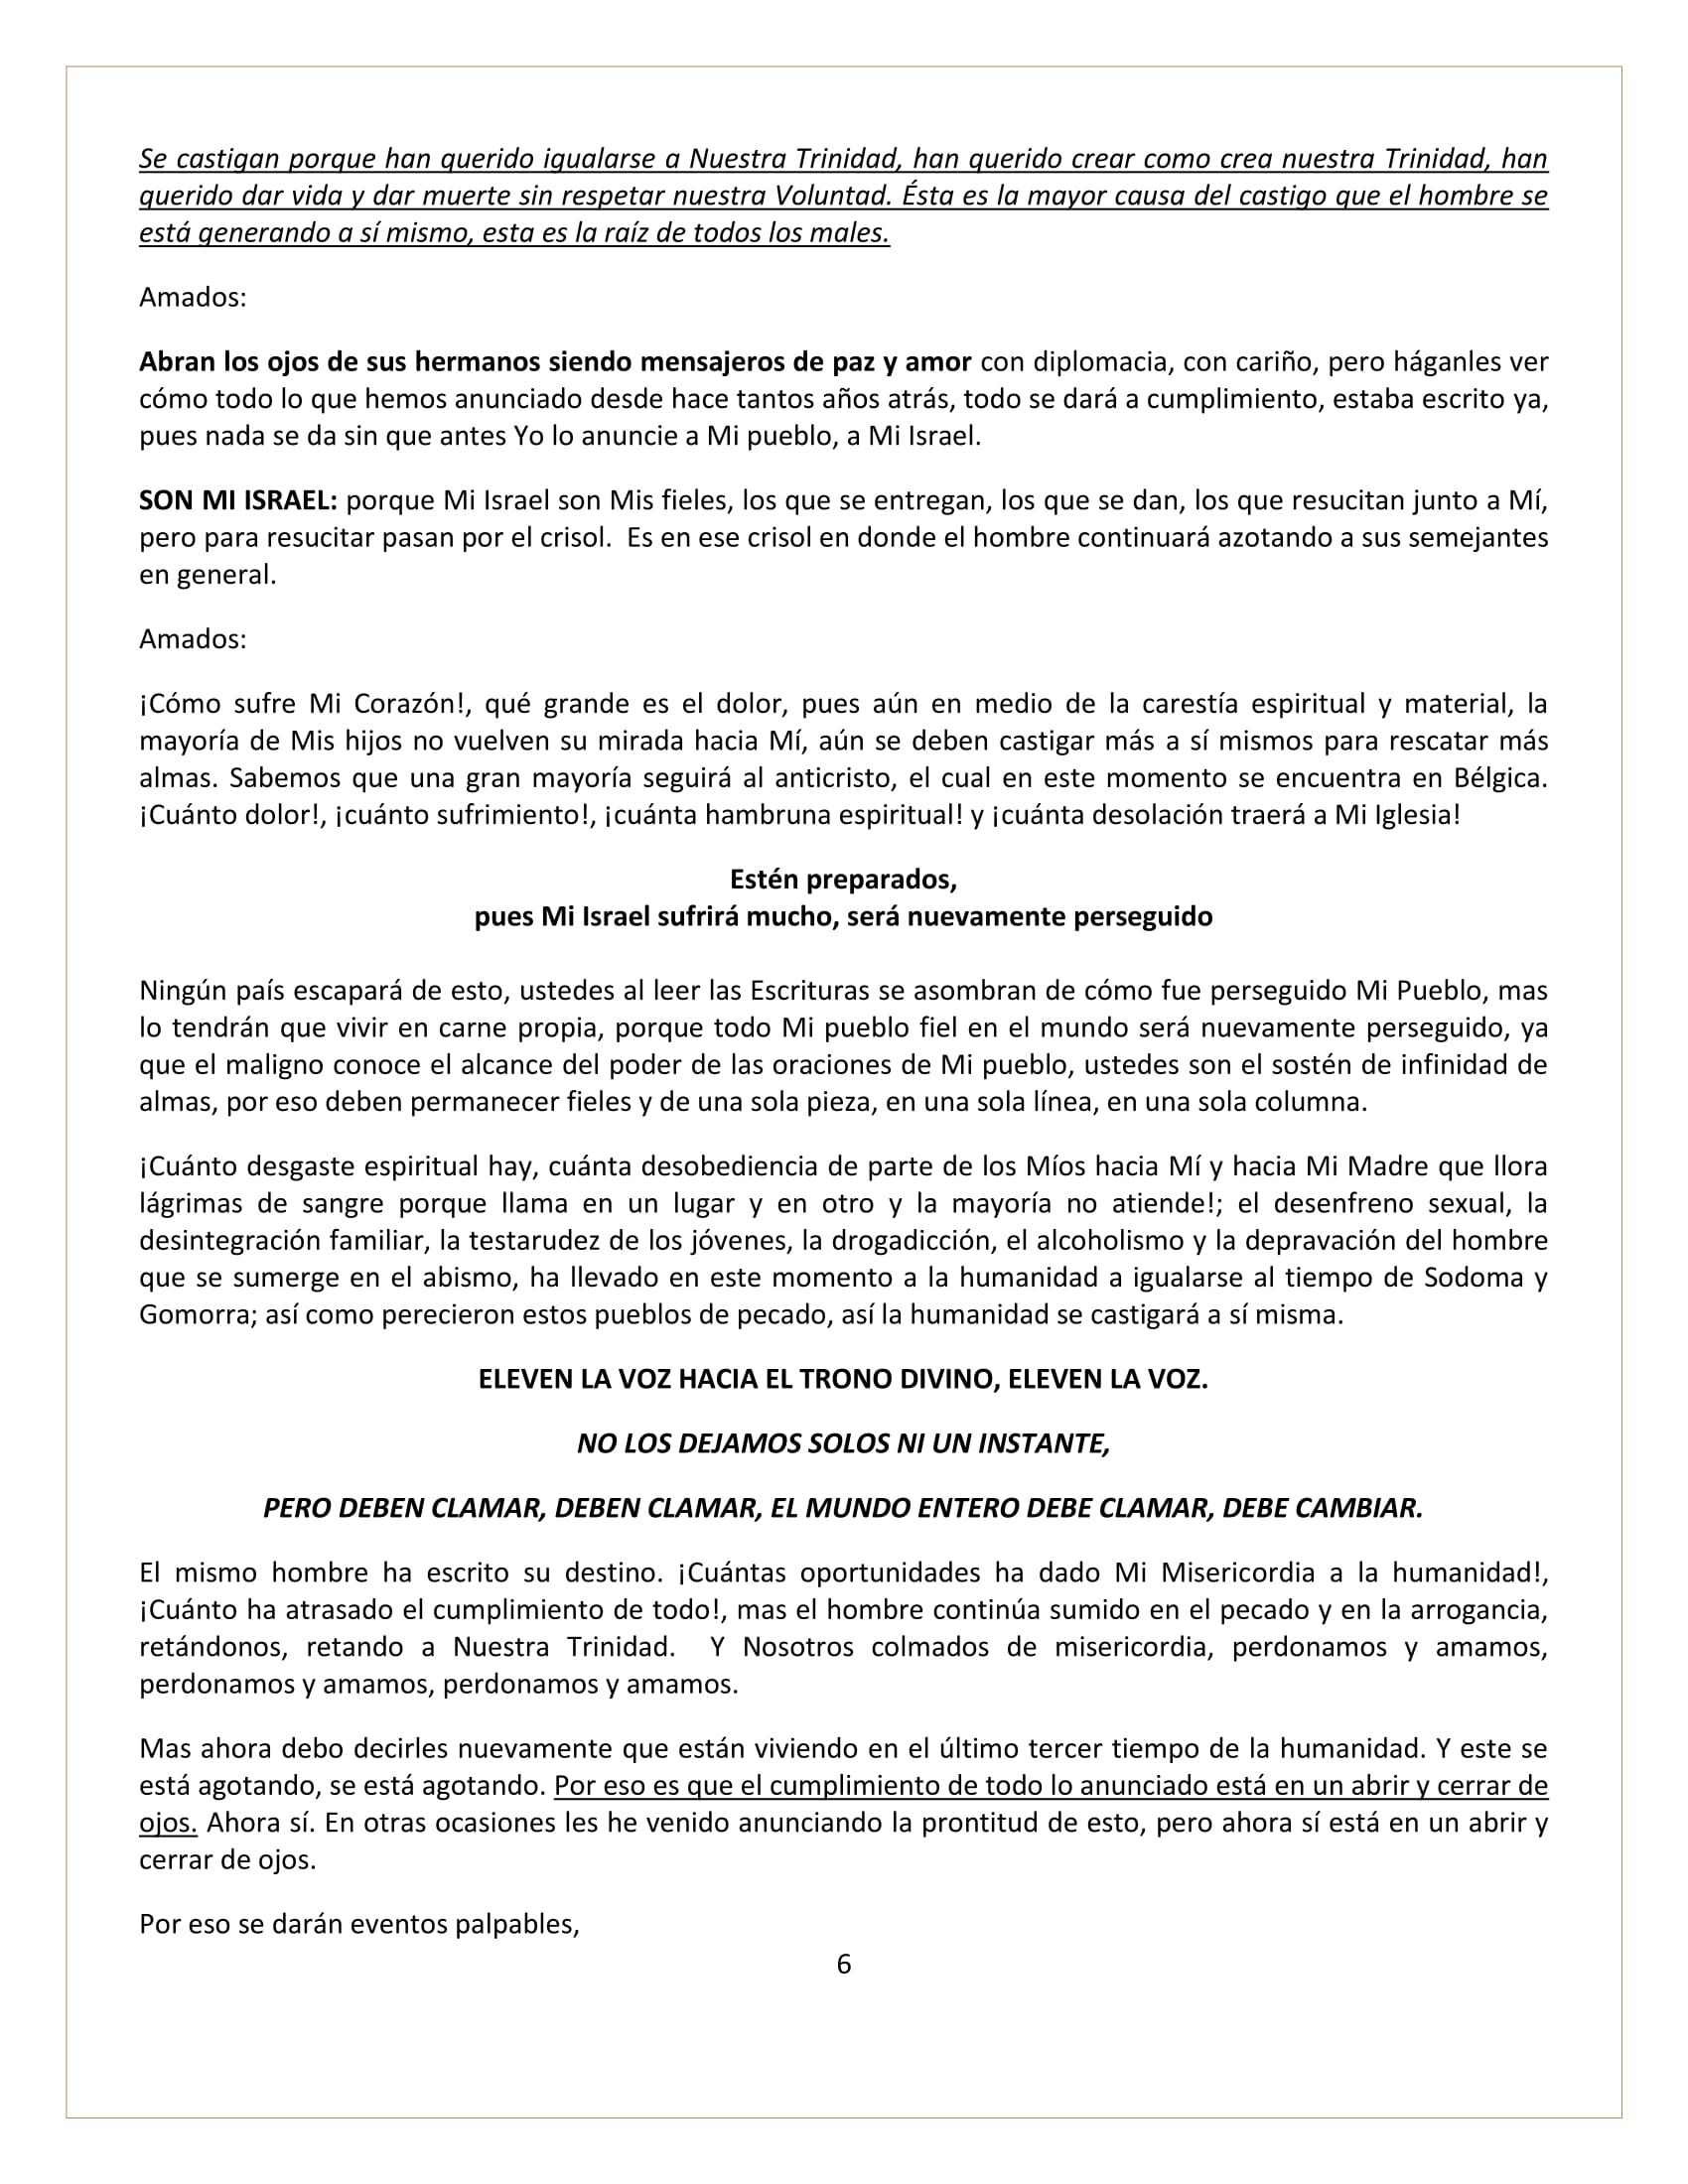 Se castigan porque han querido igualarse a Nuestra Trinidad, han querido crear como crea nuestra Trinidad, han
querido dar vida y dar muerte sin respetar nuestra Voluntad. Ésta es la mayor causa del castigo que el hombre se
está generando a sí mismo, esta es la raíz de todos los males.
Amados:
Abran los ojos de sus hermanos siendo mensajeros de paz y amor con diplomacia, con cariño, pero háganles ver
cómo todo lo que hemos anunciado desde hace tantos años atrás, todo se dará a cumplimiento, estaba escrito ya,
pues nada se da sin que antes Yo lo anuncie a Mi pueblo, a Mi Israel.
SON MI ISRAEL: porque Mi Israel son Mis fieles, los que se entregan, los que se dan, los que resucitan junto a Mí,
pero para resucitar pasan por el crisol.  Es en ese crisol en donde el hombre continuará azotando a sus semejantes
en general.
Amados:
¡Cómo sufre Mi Corazón!, qué grande es el dolor, pues aún en medio de la carestía espiritual y material, la
mayoría de Mis hijos no vuelven su mirada hacia Mí, aún se deben castigar más a sí mismos para rescatar más
almas. Sabemos que una gran mayoría seguirá al anticristo, el cual en este momento se encuentra en Bélgica.
¡Cuánto dolor!, ¡cuánto sufrimiento!, ¡cuánta hambruna espiritual! y ¡cuánta desolación traerá a Mi Iglesia!
Estén preparados,
pues Mi Israel sufrirá mucho, será nuevamente perseguido
Ningún país escapará de esto, ustedes al leer las Escrituras se asombran de cómo fue perseguido Mi Pueblo, mas
lo tendrán que vivir en carne propia, porque todo Mi pueblo fiel en el mundo será nuevamente perseguido, ya
que el maligno conoce el alcance del poder de las oraciones de Mi pueblo, ustedes son el sostén de infinidad de
almas, por eso deben permanecer fieles y de una sola pieza, en una sola línea, en una sola columna.
¡Cuánto desgaste espiritual hay, cuánta desobediencia de parte de los Míos hacia Mí y hacia Mi Madre que llora
lágrimas de sangre porque llama en un lugar y en otro y la mayoría no atiende!; el desenfreno sexual, la
desintegración familiar, la testarudez de los jóvenes, la drogadicción, el alcoholismo y la depravación del hombre
que se sumerge en el abismo, ha llevado en este momento a la humanidad a igualarse al tiempo de Sodoma y
Gomorra; así como perecieron estos pueblos de pecado, así la humanidad se castigará a sí misma.
ELEVEN LA VOZ HACIA EL TRONO DIVINO, ELEVEN LA VOZ.
NO LOS DEJAMOS SOLOS NI UN INSTANTE,
PERO DEBEN CLAMAR, DEBEN CLAMAR, EL MUNDO ENTERO DEBE CLAMAR, DEBE CAMBIAR.
El mismo hombre ha escrito su destino. ¡Cuántas oportunidades ha dado Mi Misericordia a la humanidad!,
¡Cuánto ha atrasado el cumplimiento de todo!, mas el hombre continúa sumido en el pecado y en la arrogancia,
retándonos, retando a Nuestra Trinidad.  Y Nosotros colmados de misericordia, perdonamos y amamos,
perdonamos y amamos, perdonamos y amamos.
Mas ahora debo decirles nuevamente que están viviendo en el último tercer tiempo de la humanidad. Y este se
está agotando, se está agotando. Por eso es que el cumplimiento de todo lo anunciado está en un abrir y cerrar de
ojos. Ahora sí. En otras ocasiones les he venido anunciando la prontitud de esto, pero ahora sí está en un abrir y
cerrar de ojos.
Por eso se darán eventos palpables,
6